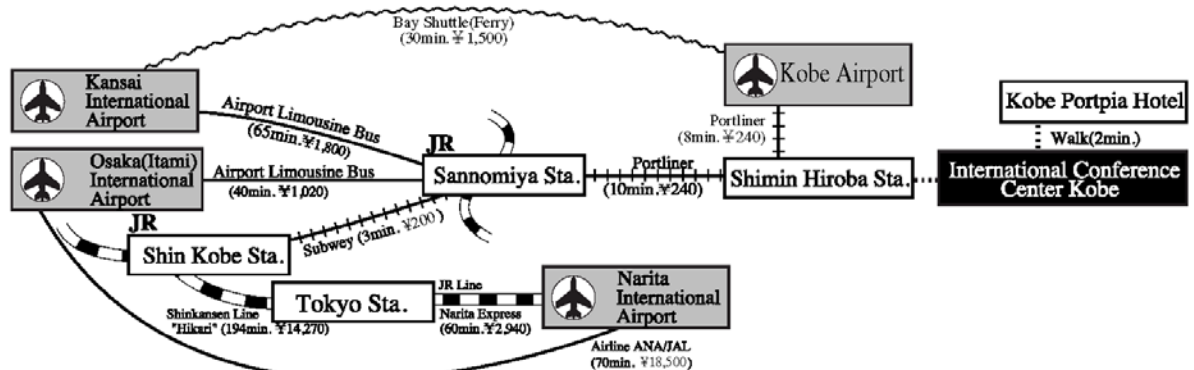 Bay Shuttle(Ferry)
(30min. ¥ 1,500)
Kansai
International
Airport
Kobe Airport
Kobe Portpia Hotel
Airport Limousine Bus
(65min. ¥1,800)
Portliner
(8min. ¥240)
Walk(2min.)
Osaka(Itami)
International
Airport
Airport Limousine Bus
(40min. ¥1,020)
JR
Sannomiya Sta.
Portliner
(10min. ¥240)
Shimin Hiroba Sta.
International Conference
Center Kobe
JR
Shin Kobe Sta.
Subwey (3min. ¥200)
Shinkansen Line
"Hikari" (194min. ¥14,270)
Tokyo Sta.
JR Line
Narita Express
(60min. ¥2,940)
Narita
International
Airport
Airline ANA/JAL
(70min. ¥18,500)